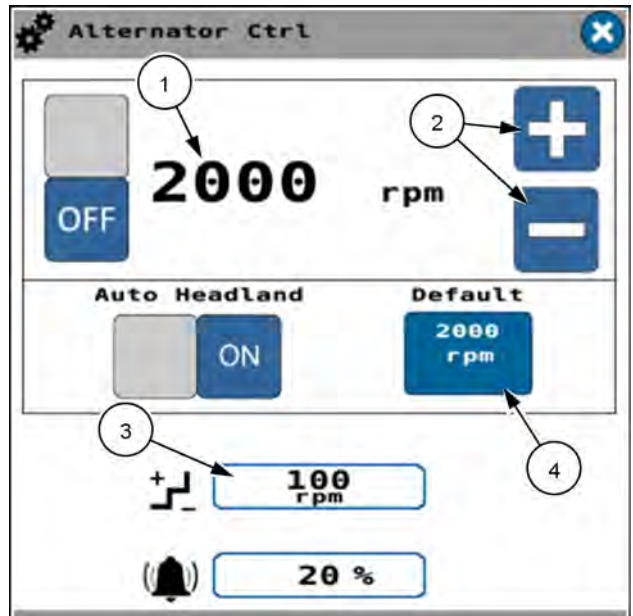 Alternator Ctrl
1
2
2000 rpm
OFF
Auto Headland
Default
ON
2000
rpm
3
4
100
rpm
20 %